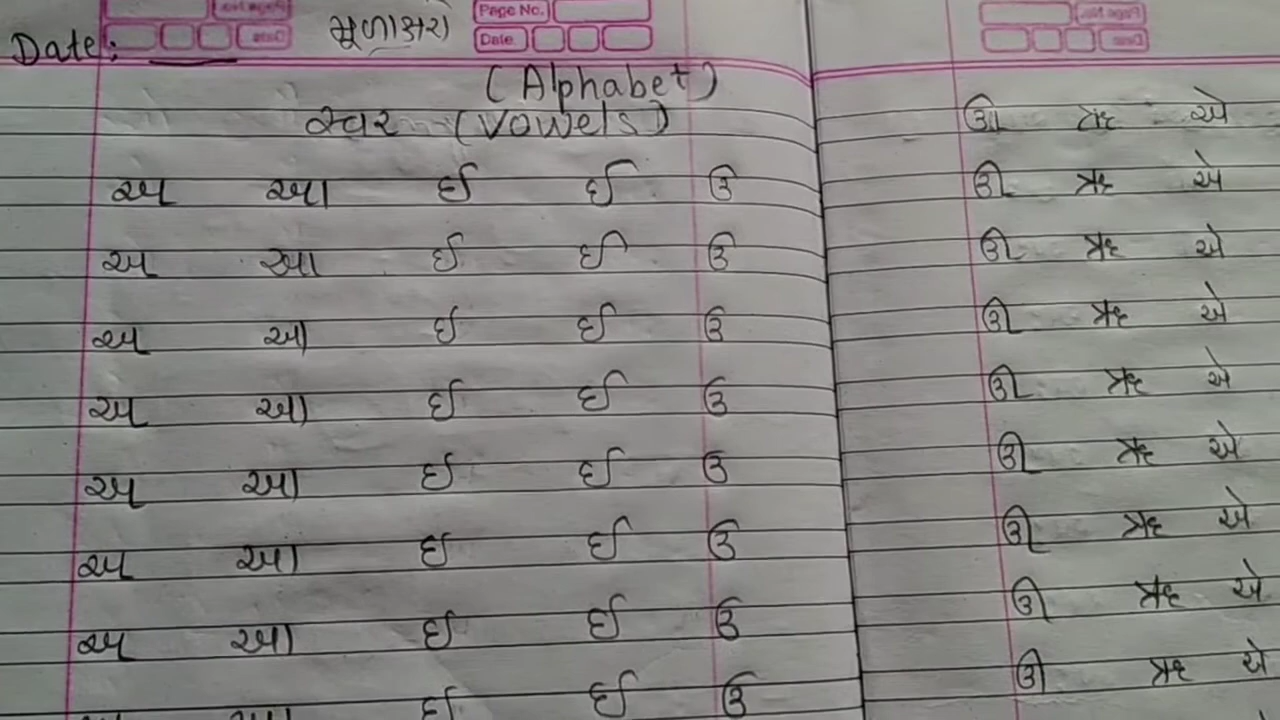 Page No.
Date: મૂળાક્ષરો Date
(Alphabet)
સ્વર (Vowels)
અ આ ઇ ઈ ઉ
અ આ ઇ ઈ ઉ
અ આ ઇ ઈ ઉ
અ આ ઇ ઈ ઉ
અ આ ઇ ઈ ઉ
અ આ ઇ ઈ ઉ
અ આ ઇ ઈ ઉ
ઇ ઈ ઉ
ઊ ઋ એ
ઊ ઋ એ
ઊ ઋ એ
ઊ ઋ એ
ઊ ઋ એ
ઊ ઋ એ
ઊ ઋ એ
ઊ ઋ એ
ઊ ઋ એ